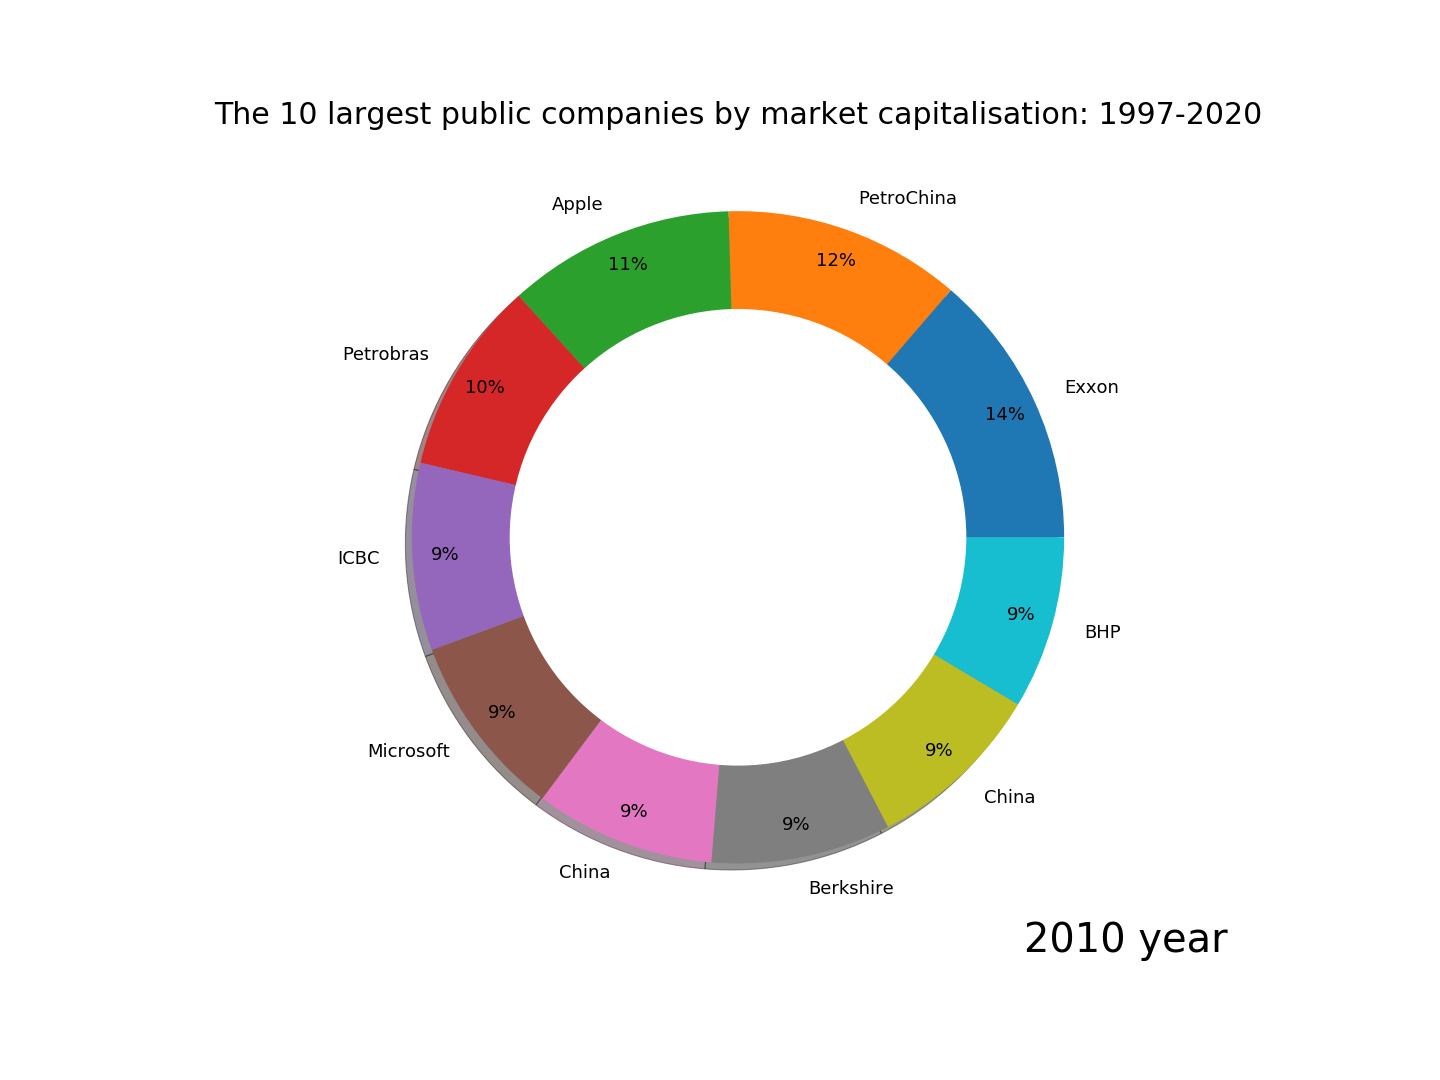 The 10 largest public companies by market capitalisation: 1997-2020
PetroChina
Apple
12%
11%
Petrobras
Exxon
10%
14%
ICBC
9%
9%
BHP
9%
Microsoft
9%
China
9%
9%
China
Berkshire
2010 year